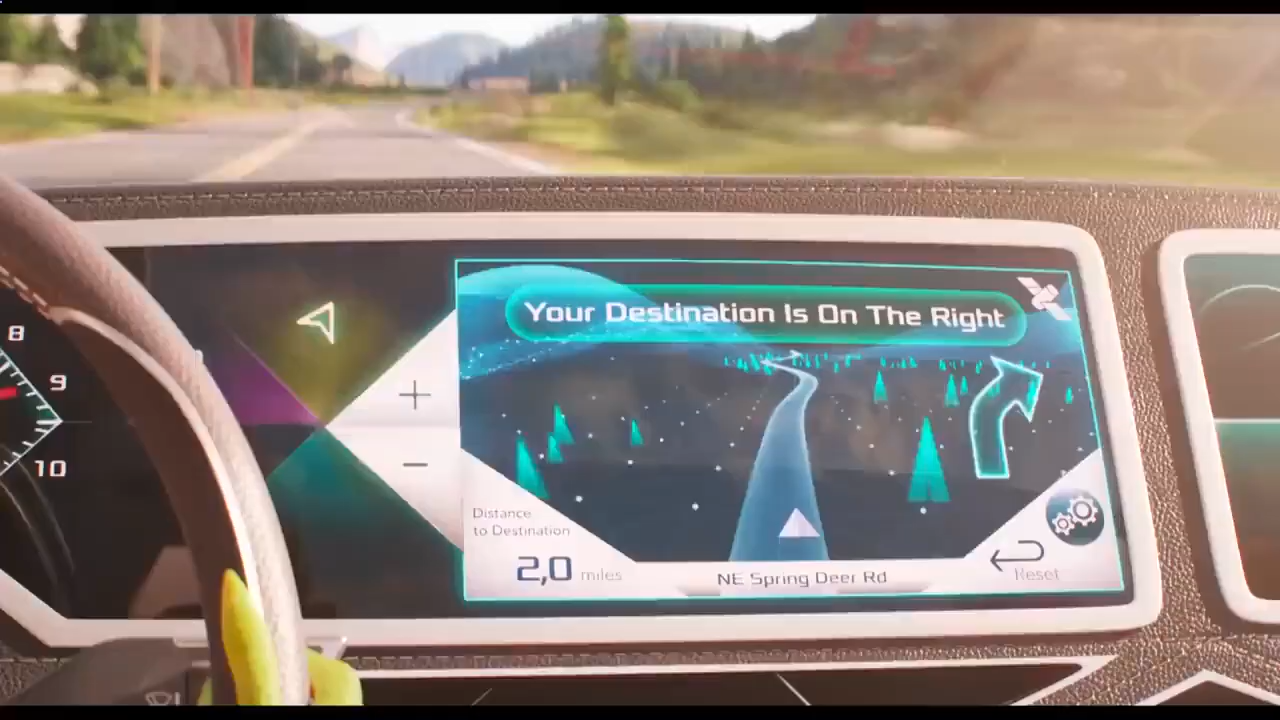 8
9
10
+
−
Your Destination Is On The Right
Distance
to Destination
2,0 miles
NE Spring Deer Rd
Reset